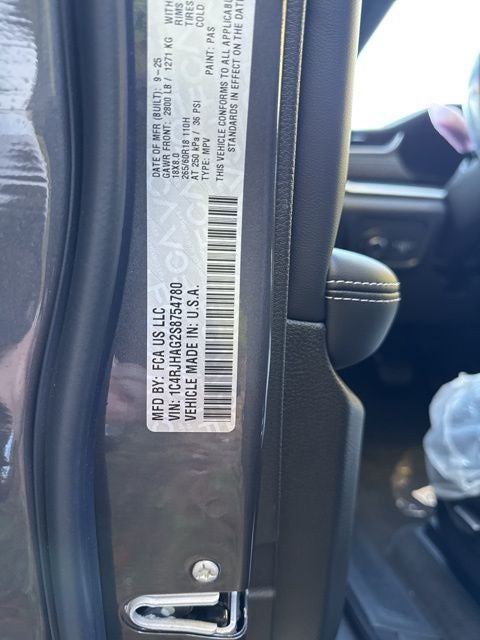 MFD BY: FCA US LLC
DATE OF MFR (BUILT): 9-25
GAWR FRONT: 2800 LB / 1271 KG
WITH
18X8.0
RIMS
265/60R18 110H
TIRES
AT 250 kPa / 36 PSI
COLD
THIS VEHICLE CONFORMS TO ALL APPLICABL
STANDARDS IN EFFECT ON THE DATE
VIN: 1C4RJHAG2S8754780
TYPE: MPV
PAINT: PAS
VEHICLE MADE IN: U.S.A.